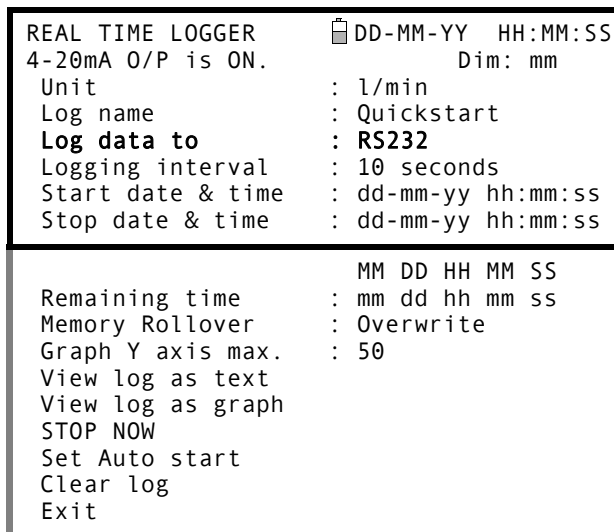 REAL TIME LOGGER DD-MM-YY HH:MM:SS
4-20mA O/P is ON. Dim: mm
Unit : l/min
Log name : Quickstart
Log data to : RS232
Logging interval : 10 seconds
Start date & time : dd-mm-yy hh:mm:ss
Stop date & time : dd-mm-yy hh:mm:ss
MM DD HH MM SS
Remaining time : mm dd hh mm ss
Memory Rollover : Overwrite
Graph Y axis max. : 50
View log as text
View log as graph
STOP NOW
Set Auto start
Clear log
Exit